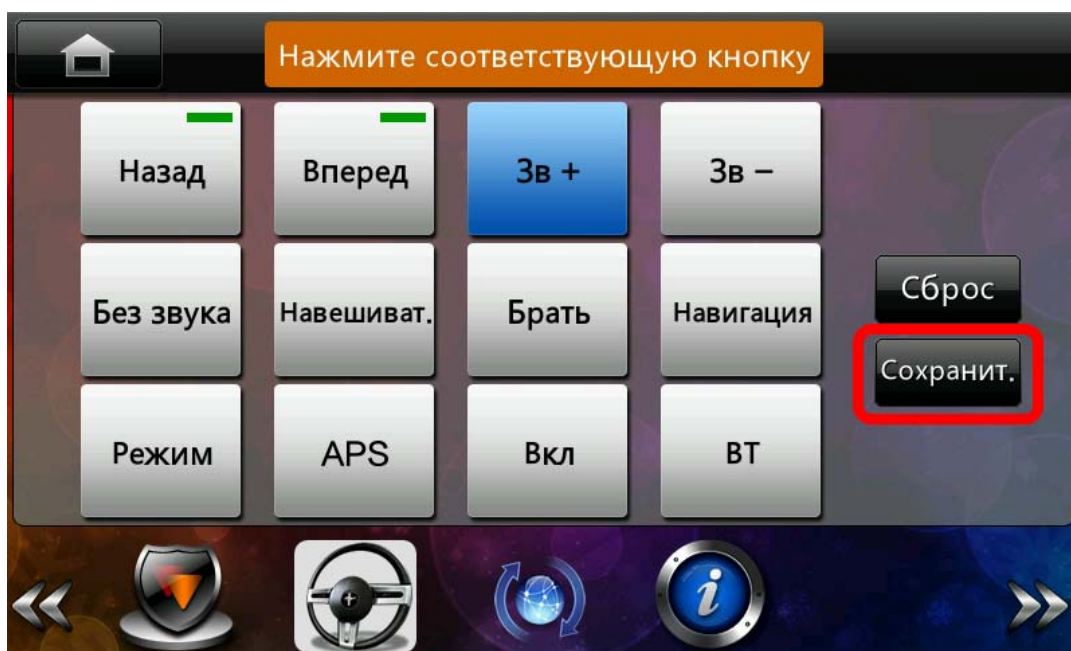 Нажмите соответствующую кнопку
Назад
Вперед
Зв +
Зв –
Без звука
Навешиват.
Брать
Навигация
Сброс
Сохранит.
Режим
APS
Вкл
BT
i